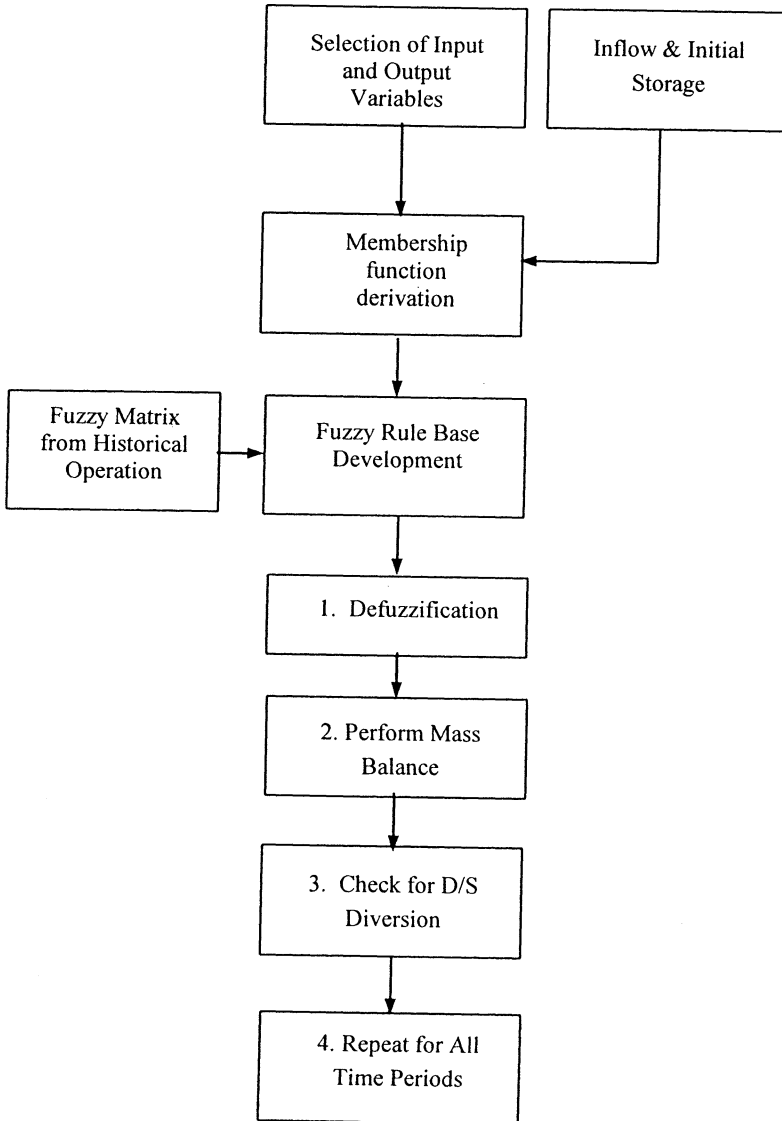 Selection of Input
and Output
Variables
Inflow & Initial
Storage
Membership
function
derivation
Fuzzy Matrix
from Historical
Operation
Fuzzy Rule Base
Development
1. Defuzzification
2. Perform Mass
Balance
3. Check for D/S
Diversion
4. Repeat for All
Time Periods